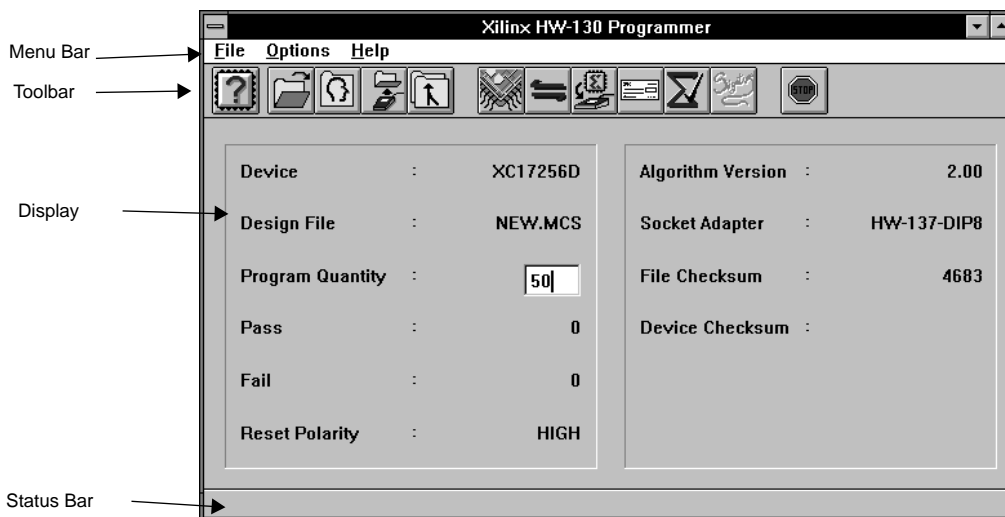 Xilinx HW-130 Programmer
Menu Bar
File Options Help
Toolbar
STOP
Display
Device : XC17256D
Design File : NEW.MCS
Program Quantity : 50
Pass : 0
Fail : 0
Reset Polarity : HIGH
Algorithm Version : 2.00
Socket Adapter : HW-137-DIP8
File Checksum : 4683
Device Checksum :
Status Bar